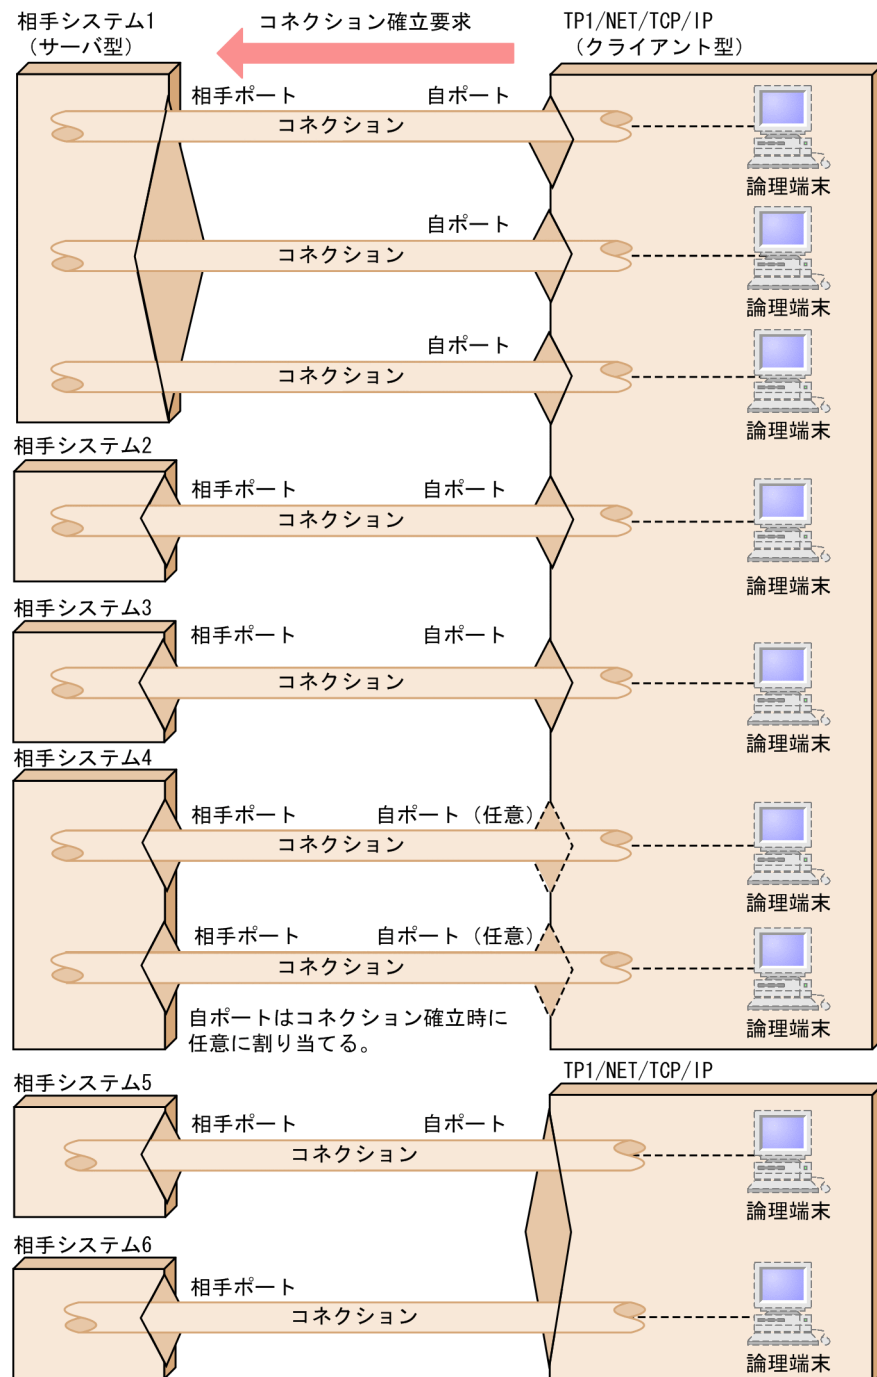 相手システム1
（サーバ型）
コネクション確立要求
TP1/NET/TCP/IP
（クライアント型）
相手ポート
自ポート
コネクション
論理端末
自ポート
コネクション
論理端末
自ポート
コネクション
論理端末
相手システム2
相手ポート
自ポート
コネクション
論理端末
相手システム3
相手ポート
自ポート
コネクション
論理端末
相手システム4
相手ポート
自ポート（任意）
コネクション
論理端末
相手ポート
自ポート（任意）
コネクション
論理端末
自ポートはコネクション確立時に
任意に割り当てる。
TP1/NET/TCP/IP
相手システム5
相手ポート
自ポート
コネクション
論理端末
相手システム6
相手ポート
コネクション
論理端末